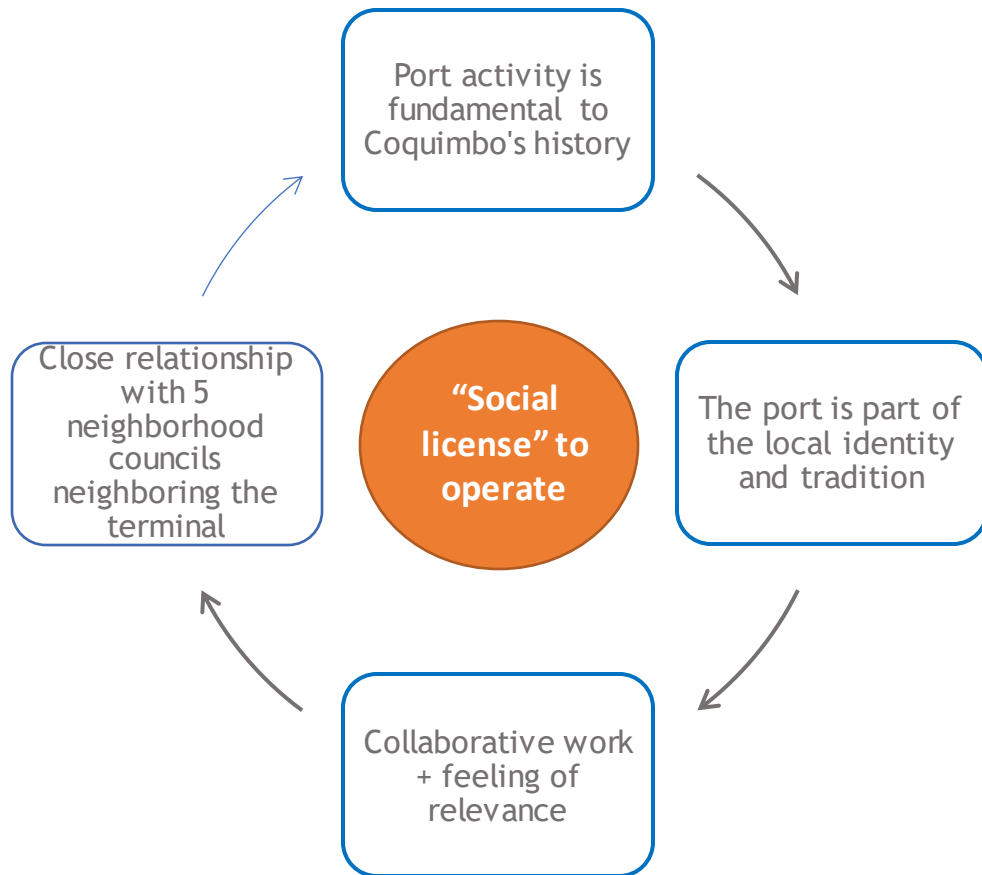 Port activity is
fundamental to
Coquimbo's history
Close relationship
with 5
neighborhood
councils
neighboring the
terminal
“Social
license” to
operate
The port is part of
the local identity
and tradition
Collaborative work
+ feeling of
relevance